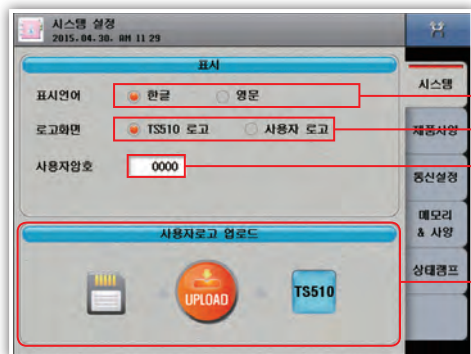 시스템 설정
2015.04.30. AM 11 29
표시
표시언어 한글 영문
로고화면 TS510 로고 사용자 로고
사용자암호 0000
사용자로고 업로드
UPLOAD
TS510
시스템
제품사양
통신설정
메모리
& 사양
상태램프